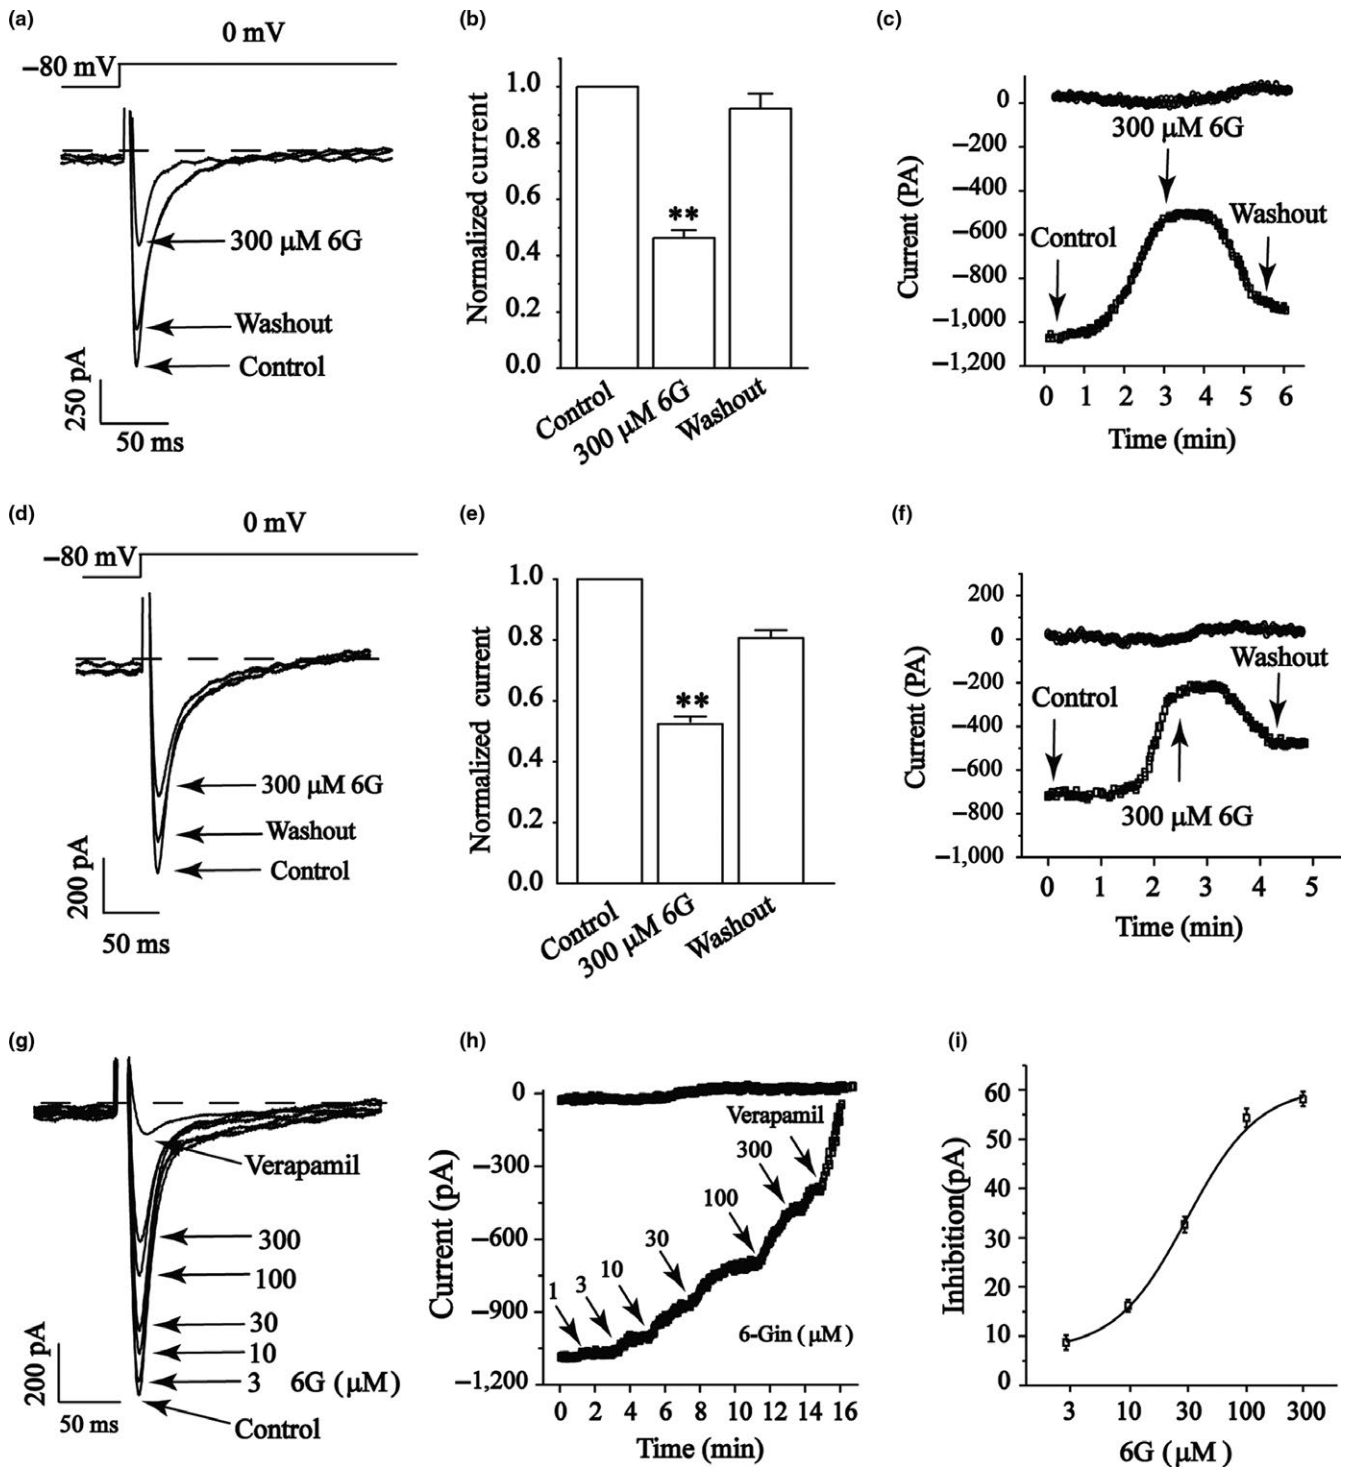 (a)
0 mV
−80 mV
300 μM 6G
Washout
Control
250 pA
50 ms
(b)
Normalized current
1.0
0.8
0.6
0.4
0.2
0.0
**
Control
300 μM 6G
Washout
(c)
Current (PA)
0
−200
−400
−600
−800
−1,000
−1,200
300 μM 6G
Control
Washout
0 1 2 3 4 5 6
Time (min)
(d)
0 mV
−80 mV
300 μM 6G
Washout
Control
200 pA
50 ms
(e)
Normalized current
1.0
0.8
0.6
0.4
0.2
0.0
**
Control
300 μM 6G
Washout
(f)
Current (PA)
200
0
−200
−400
−600
−800
−1,000
Control
Washout
300 μM 6G
0 1 2 3 4 5
Time (min)
(g)
Verapamil
300
100
30
10
3 6G (μM)
Control
200 pA
50 ms
(h)
Current (pA)
0
−300
−600
−900
−1,200
Verapamil
300
100
30
10
3
1
6-Gin (μM)
0 2 4 6 8 10 12 14 16
Time (min)
(i)
Inhibition(pA)
60
50
40
30
20
10
0
3 10 30 100 300
6G (μM)